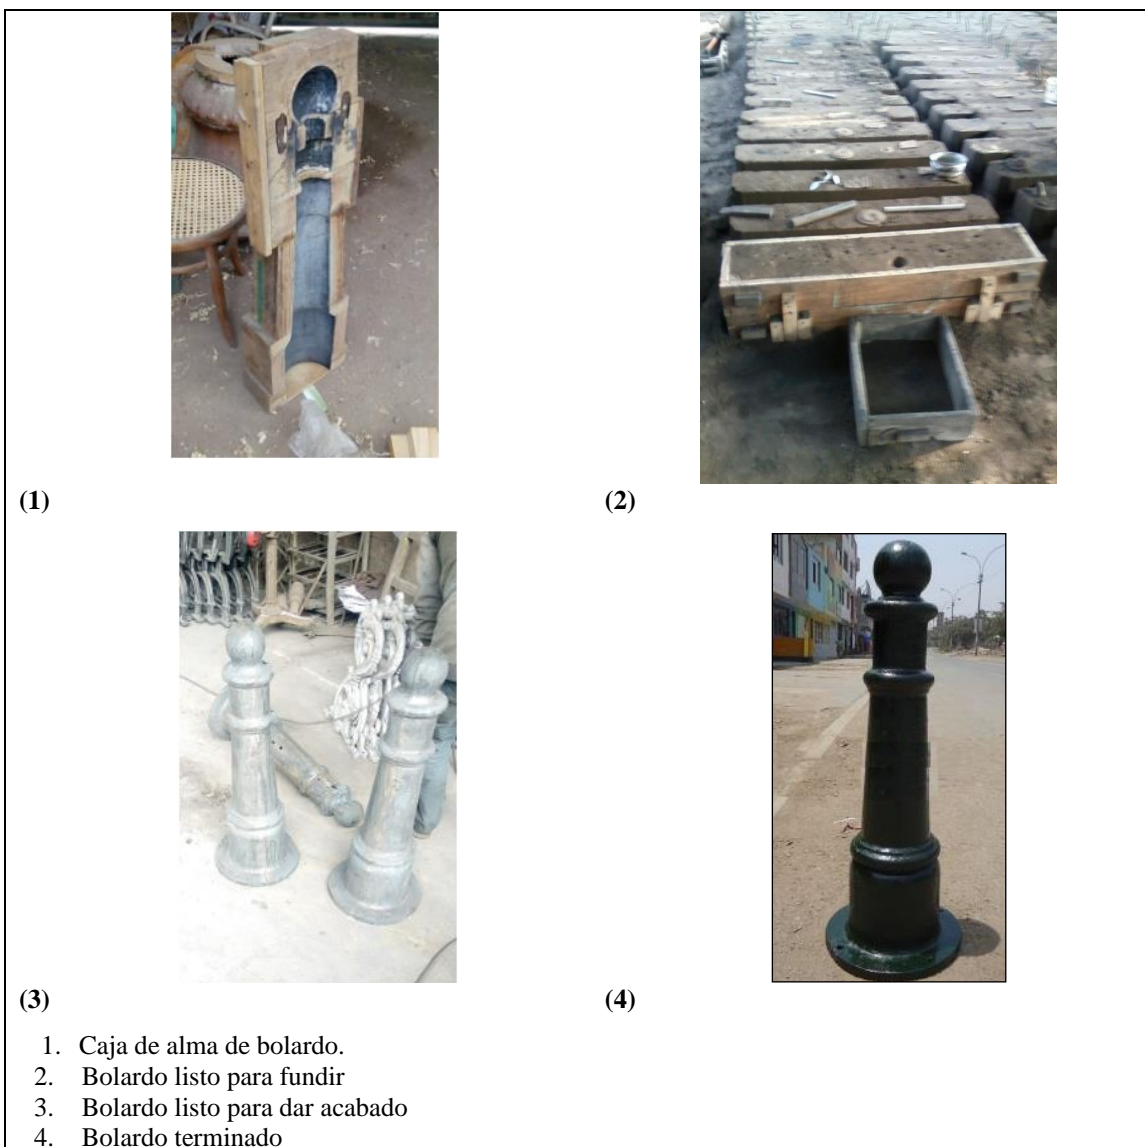 (1)
(2)
(3)
(4)
1. Caja de alma de bolardo.
2. Bolardo listo para fundir
3. Bolardo listo para dar acabado
4. Bolardo terminado